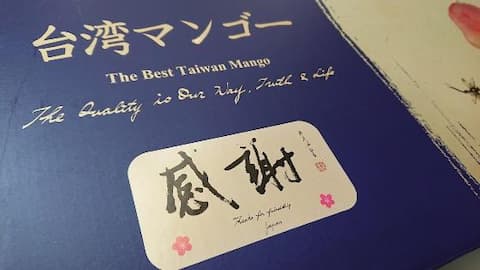 台湾マンゴー
The Best Taiwan Mango
The Quality is Our Way, Truth & Life
感謝
Thanks for friendship
Japan